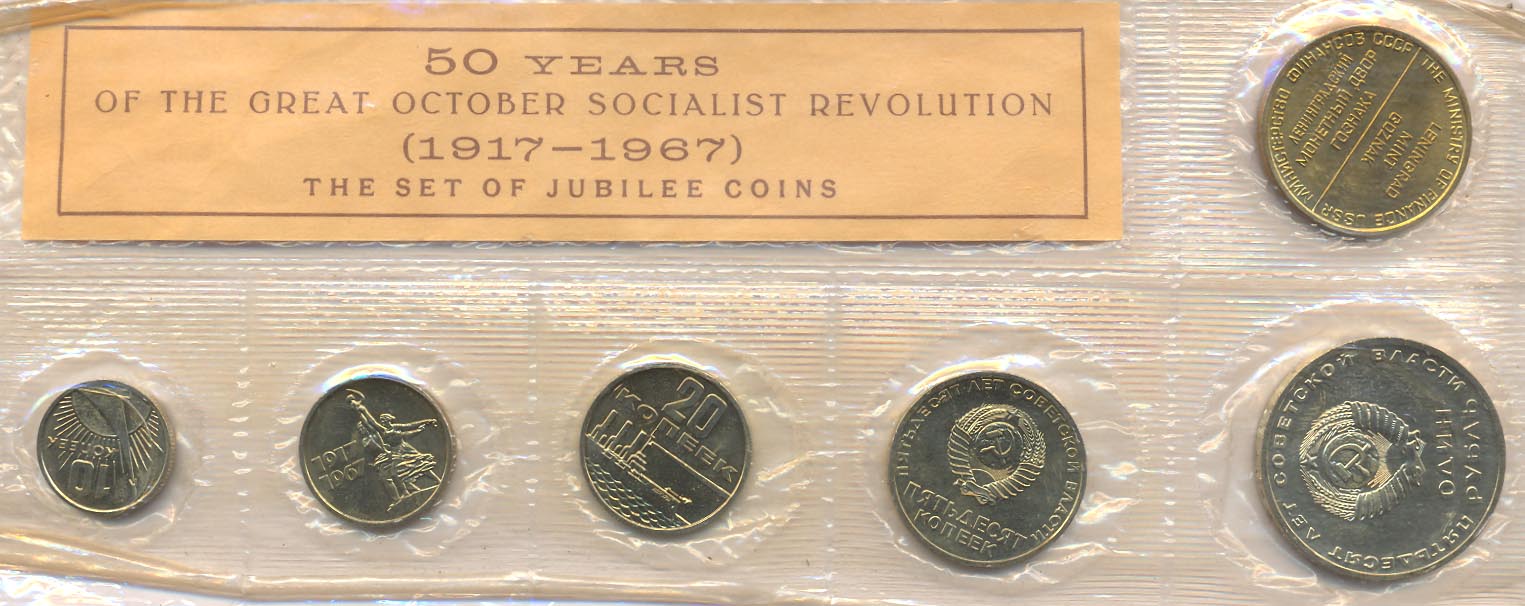 50 YEARS
OF THE GREAT OCTOBER SOCIALIST REVOLUTION
(1917–1967)
THE SET OF JUBILEE COINS
МИНИСТЕРСТВО ФИНАНСОВ СССР
ЛЕНИНГРАДСКИЙ
МОНЕТНЫЙ ДВОР
ГОЗНАКА
THE MINISTRY OF FINANCE USSR
LENINGRAD
MINT
GOZNAK
10
КОПЕЕК
1917
1967
20
КОПЕЕК
ПЯТЬДЕСЯТ ЛЕТ СОВЕТСКОЙ ВЛАСТИ
ПЯТЬДЕСЯТ
КОПЕЕК
ПЯТЬДЕСЯТ ЛЕТ СОВЕТСКОЙ ВЛАСТИ
ОДИН
РУБЛЬ